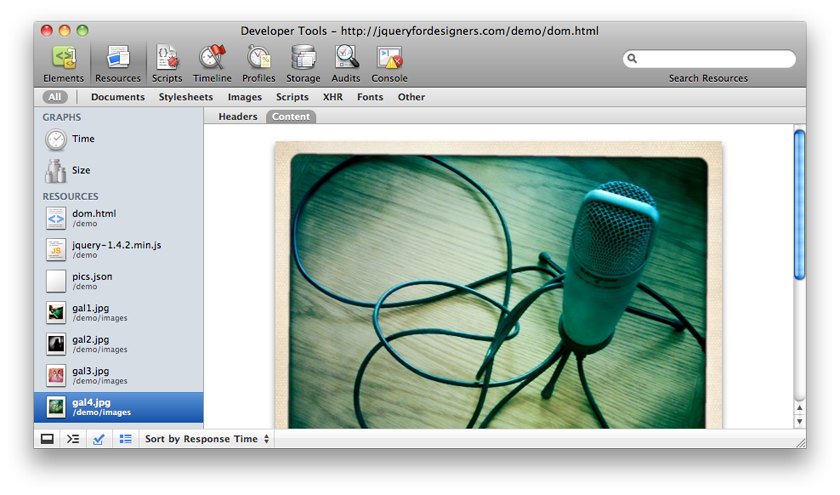 Developer Tools – http://jqueryfordesigners.com/demo/dom.html
Elements Resources Scripts Timeline Profiles Storage Audits Console Search Resources
All Documents Stylesheets Images Scripts XHR Fonts Other
GRAPHS
Headers Content
Time
Size
RESOURCES
dom.html
/demo
jquery-1.4.2.min.js
/demo
pics.json
/demo
gal1.jpg
/demo/images
gal2.jpg
/demo/images
gal3.jpg
/demo/images
gal4.jpg
/demo/images
Sort by Response Time